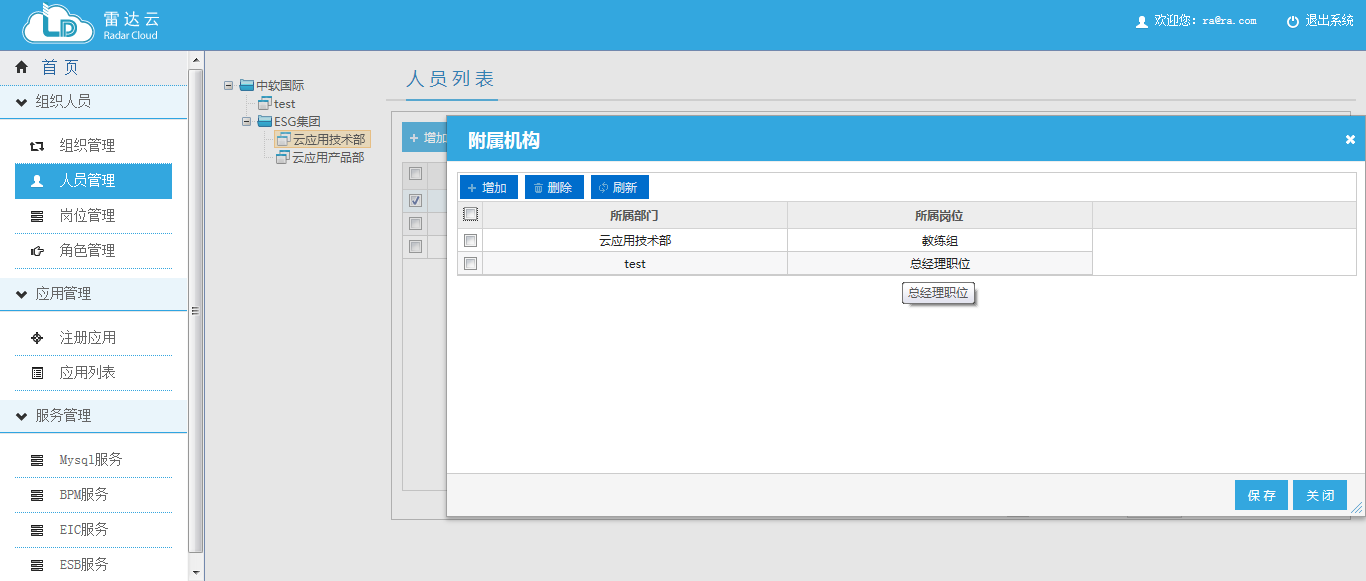 雷达云
Radar Cloud
欢迎您: ra@ra.com
退出系统
首 页
组织人员
组织管理
人员管理
岗位管理
角色管理
应用管理
注册应用
应用列表
服务管理
Mysql服务
BPM服务
EIC服务
ESB服务
中软国际
test
ESG集团
云应用技术部
云应用产品部
人员列表
+ 增加
附属机构
+ 增加 删除 刷新
所属部门 所属岗位
云应用技术部 教练组
test 总经理职位
总经理职位
保存 关闭